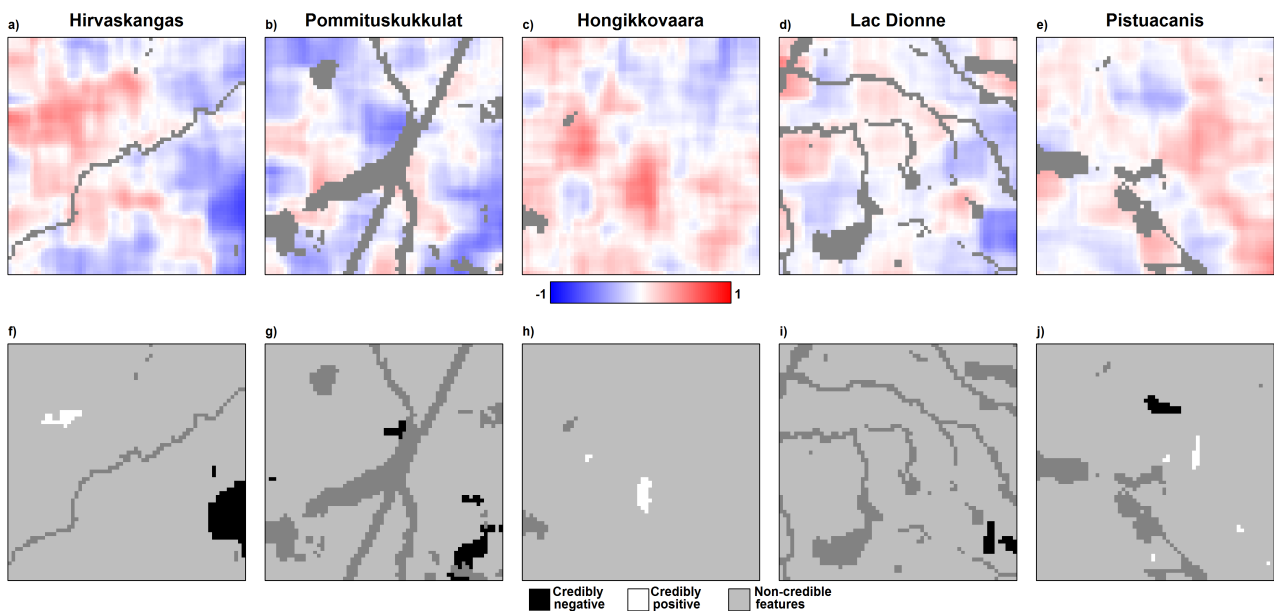 Hirvaskangas Pommituskukkulat Hongikkovaara Lac Dionne Pistuacanis
a) b) c) d) e)
-1 1
f) g) h) i) j)
Credibly negative Credibly positive Non-credible features